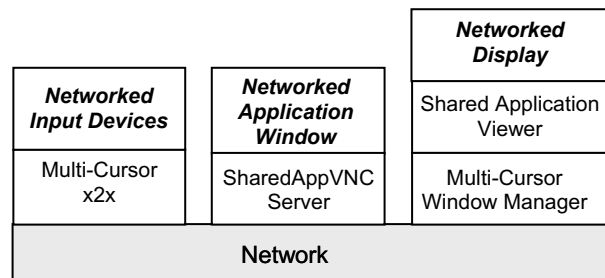 Networked
Input Devices
Multi-Cursor
x2x
Networked
Application
Window
SharedAppVNC
Server
Networked
Display
Shared Application
Viewer
Multi-Cursor
Window Manager
Network